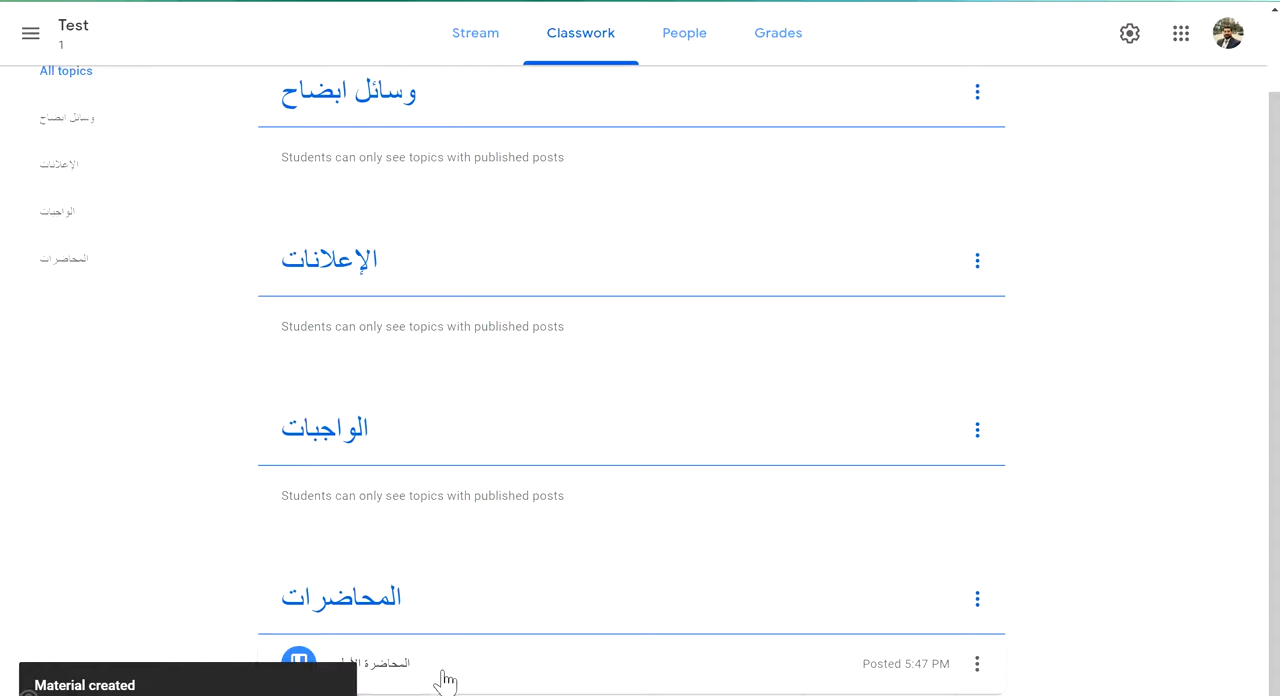 Test
1
Stream
Classwork
People
Grades
All topics
وسائل ابضاح
الإعلانات
الواجبات
المحاضرات
وسائل ابضاح
Students can only see topics with published posts
الإعلانات
Students can only see topics with published posts
الواجبات
Students can only see topics with published posts
المحاضرات
المحاضرة
Posted 5:47 PM
Material created